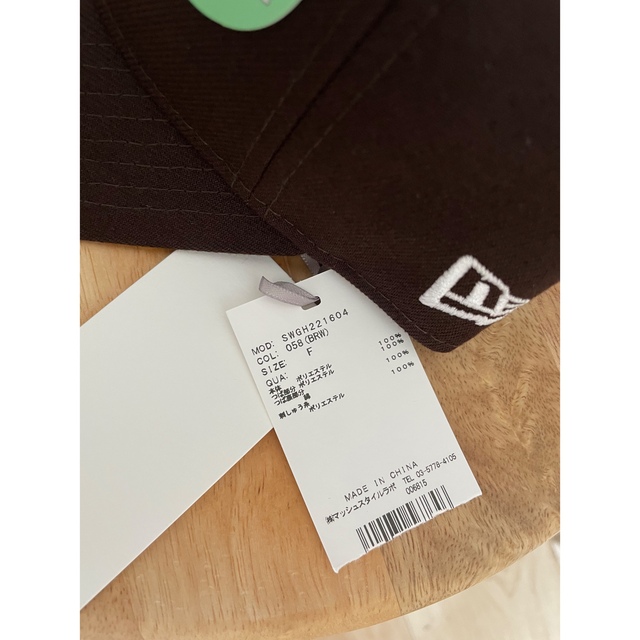 MOD: SWGH221604
COL: 058(BRW)
SIZE: F
QUA:
本体 ポリエステル 100%
つば部分 ポリエステル 100%
つば裏部分 綿 100%
刺しゅう糸 ポリエステル 100%
MADE IN CHINA
㈱マッシュスタイルラボ TEL 03-5778-4105
006815